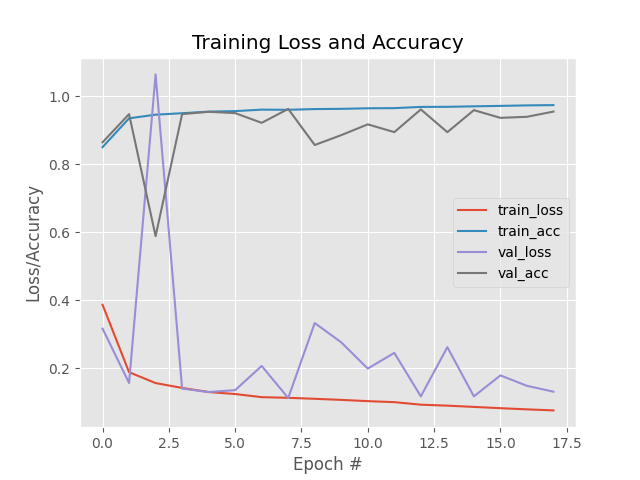 Training Loss and Accuracy
Loss/Accuracy
1.0
0.8
0.6
0.4
0.2
train_loss
train_acc
val_loss
val_acc
0.0 2.5 5.0 7.5 10.0 12.5 15.0 17.5
Epoch #